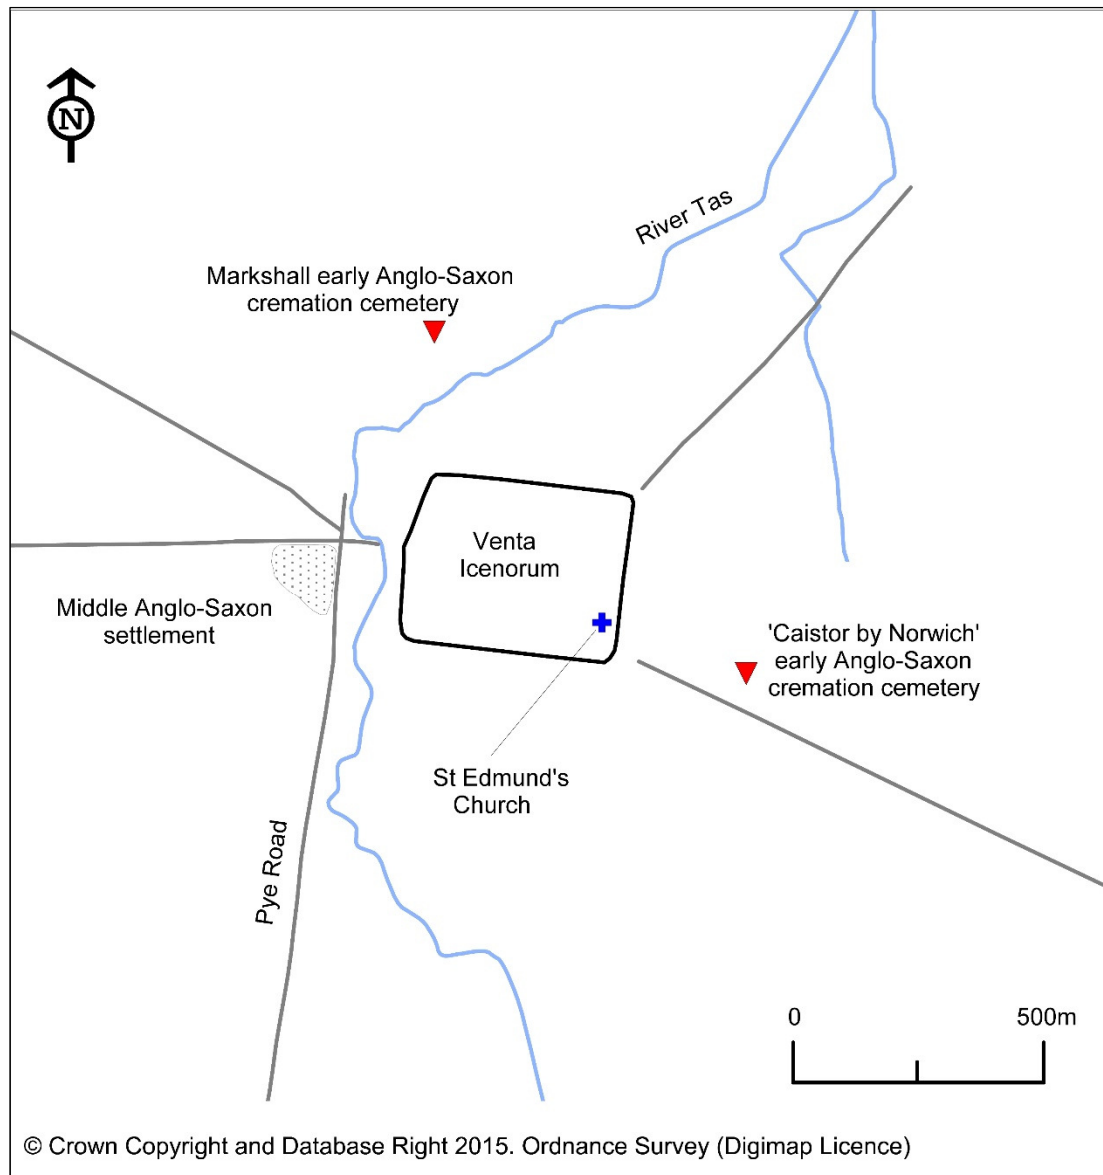 N
River Tas
Markshall early Anglo-Saxon
cremation cemetery
Venta
Icenorum
Middle Anglo-Saxon
settlement
'Caistor by Norwich'
early Anglo-Saxon
cremation cemetery
St Edmund's
Church
Pye Road
0 500m
© Crown Copyright and Database Right 2015. Ordnance Survey (Digimap Licence)